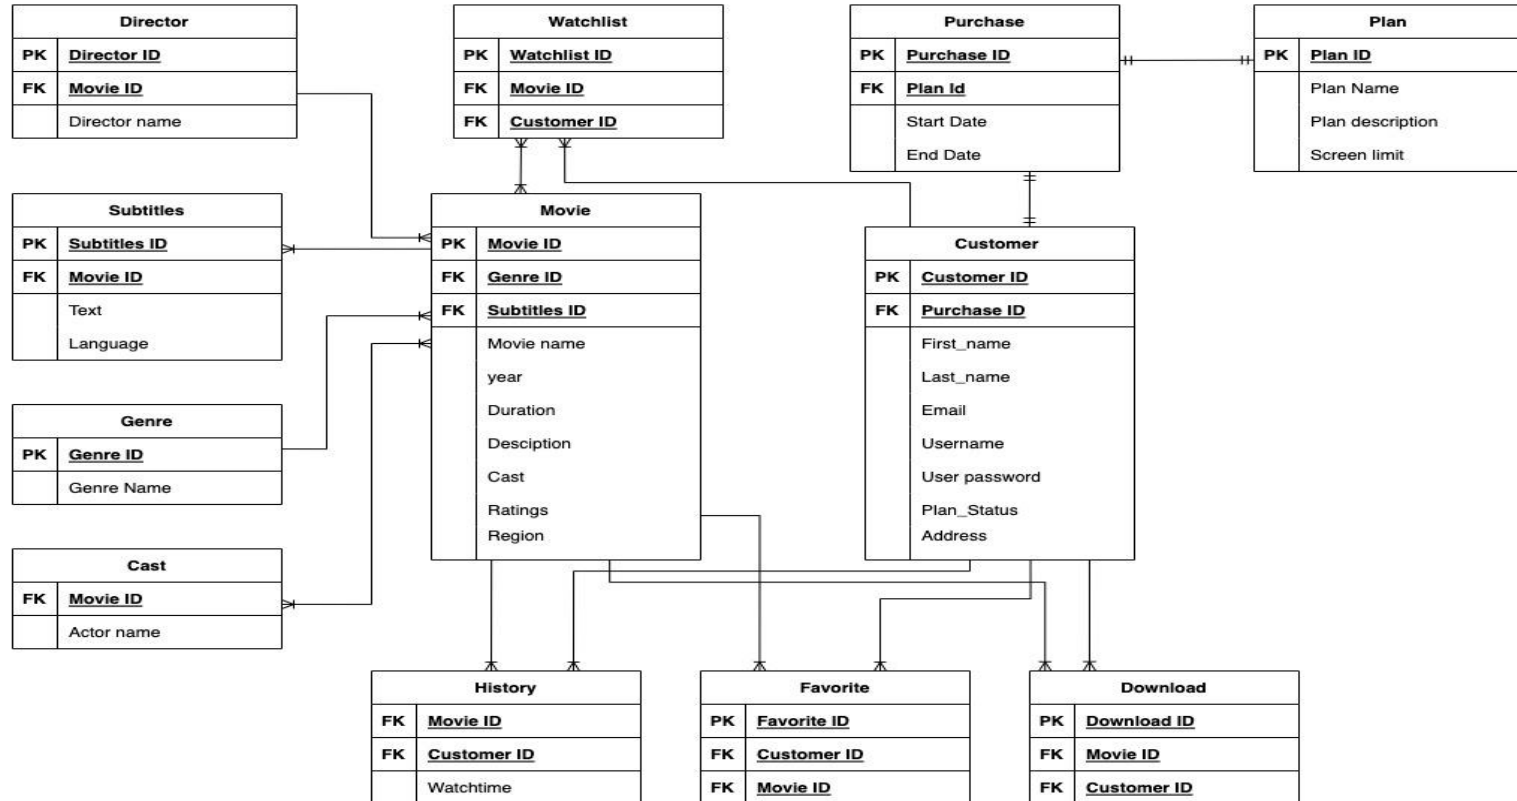 Director
PK Director ID
FK Movie ID
Director name
Watchlist
PK Watchlist ID
FK Movie ID
FK Customer ID
Purchase
PK Purchase ID
FK Plan Id
Start Date
End Date
Plan
PK Plan ID
Plan Name
Plan description
Screen limit
Subtitles
PK Subtitles ID
FK Movie ID
Text
Language
Movie
PK Movie ID
FK Genre ID
FK Subtitles ID
Movie name
year
Duration
Desciption
Cast
Ratings
Region
Customer
PK Customer ID
FK Purchase ID
First_name
Last_name
Email
Username
User password
Plan_Status
Address
Genre
PK Genre ID
Genre Name
Cast
FK Movie ID
Actor name
History
FK Movie ID
FK Customer ID
Watchtime
Favorite
PK Favorite ID
FK Customer ID
FK Movie ID
Download
PK Download ID
FK Movie ID
FK Customer ID